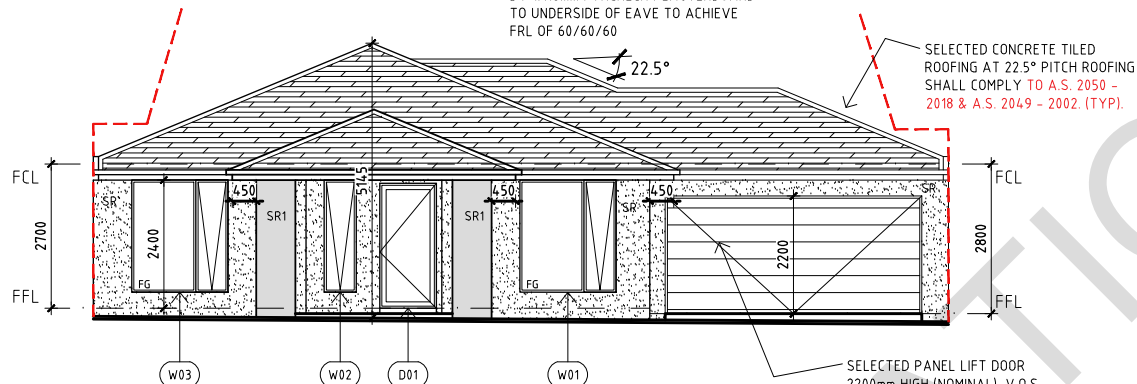 TO UNDERSIDE OF EAVE TO ACHIEVE
FRL OF 60/60/60
22.5°
SELECTED CONCRETE TILED
ROOFING AT 22.5° PITCH ROOFING
SHALL COMPLY TO A.S. 2050 -
2018 & A.S. 2049 - 2002. (TYP).
FCL
FCL
5145
450
450
450
SR
SR1
SR1
SR
SR
2700
2400
2200
2800
FG
FG
FFL
FFL
W03
W02
D01
W01
SELECTED PANEL LIFT DOOR
2200mm HIGH (NOMINAL). V.O.S.